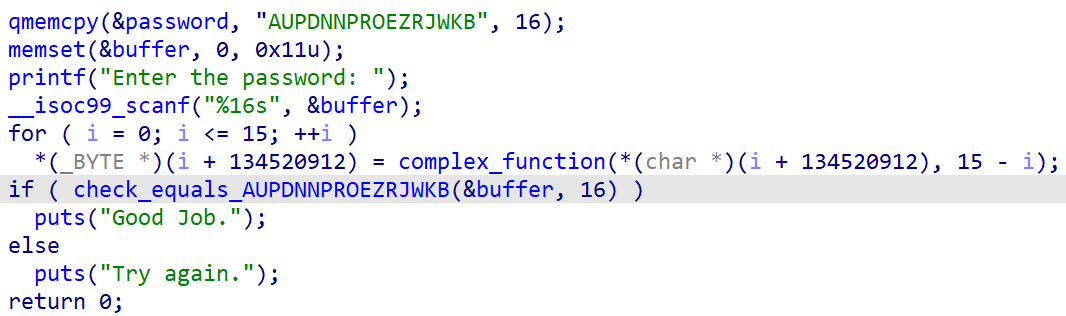 qmemcpy(&password, "AUPDNNPROEZRJWKB", 16);
memset(&buffer, 0, 0x11u);
printf("Enter the password: ");
__isoc99_scanf("%16s", &buffer);
for ( i = 0; i <= 15; ++i )
  *(_BYTE *)(i + 134520912) = complex_function(*(char *)(i + 134520912), 15 - i);
if ( check_equals_AUPDNNPROEZRJWKB(&buffer, 16) )
  puts("Good Job.");
else
  puts("Try again.");
return 0;